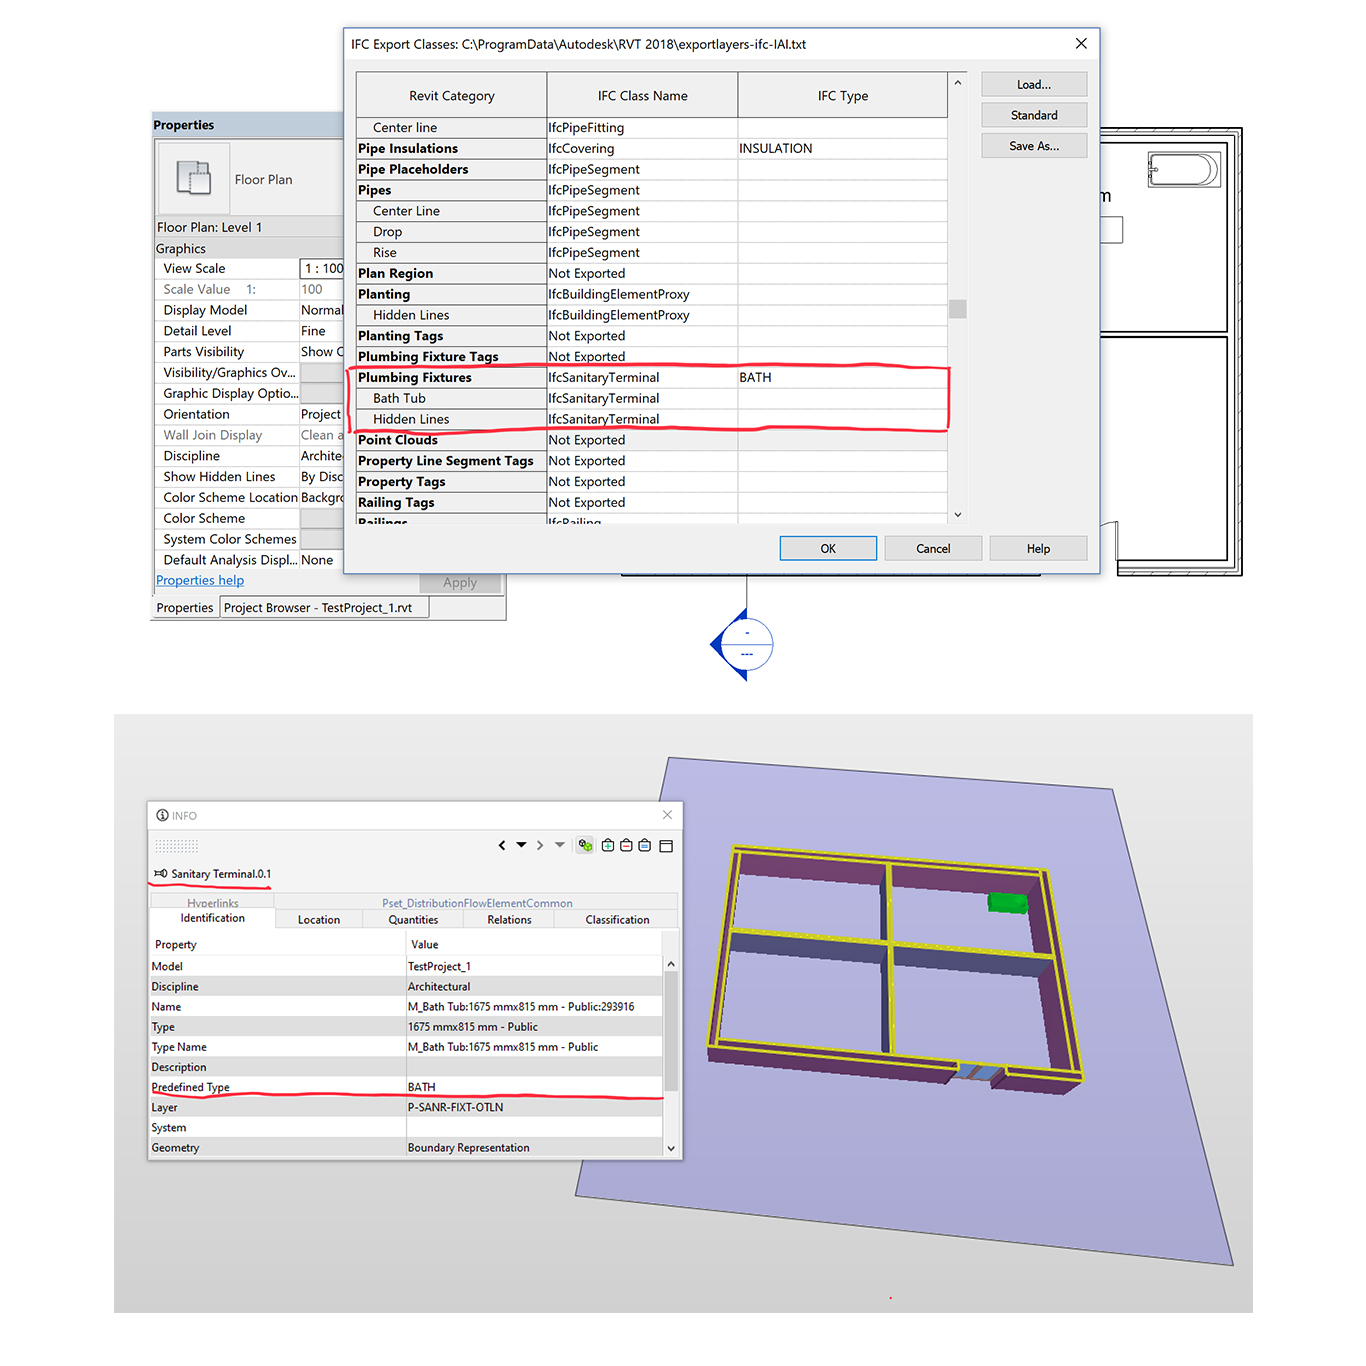 IFC Export Classes: C:\ProgramData\Autodesk\RVT 2018\exportlayers-ifc-IAI.txt
Revit Category IFC Class Name IFC Type
Center line IfcPipeFitting
Pipe Insulations IfcCovering INSULATION
Pipe Placeholders IfcPipeSegment
Pipes IfcPipeSegment
Center Line IfcPipeSegment
Drop IfcPipeSegment
Rise IfcPipeSegment
Plan Region Not Exported
Planting IfcBuildingElementProxy
Hidden Lines IfcBuildingElementProxy
Planting Tags Not Exported
Plumbing Fixture Tags Not Exported
Plumbing Fixtures IfcSanitaryTerminal BATH
Bath Tub IfcSanitaryTerminal
Hidden Lines IfcSanitaryTerminal
Point Clouds Not Exported
Property Line Segment Tags Not Exported
Property Tags Not Exported
Railing Tags Not Exported
Railings IfcRailing
Load...
Standard
Save As...
OK Cancel Help
Properties
Floor Plan
Floor Plan: Level 1
Graphics
View Scale 1 : 100
Scale Value 1: 100
Display Model Normal
Detail Level Fine
Parts Visibility Show O
Visibility/Graphics Ov...
Graphic Display Optio...
Orientation Project
Wall Join Display Clean a
Discipline Archite
Show Hidden Lines By Disc
Color Scheme Location Backgro
Color Scheme
System Color Schemes
Default Analysis Displ... None
Properties help Apply
Properties Project Browser - TestProject_1.rvt
m
-
---
INFO
Sanitary Terminal.0.1
Hyperlinks Pset_DistributionFlowElementCommon
Identification Location Quantities Relations Classification
Property Value
Model TestProject_1
Discipline Architectural
Name M_Bath Tub:1675 mmx815 mm - Public:293916
Type 1675 mmx815 mm - Public
Type Name M_Bath Tub:1675 mmx815 mm - Public
Description
Predefined Type BATH
Layer P-SANR-FIXT-OTLN
System
Geometry Boundary Representation